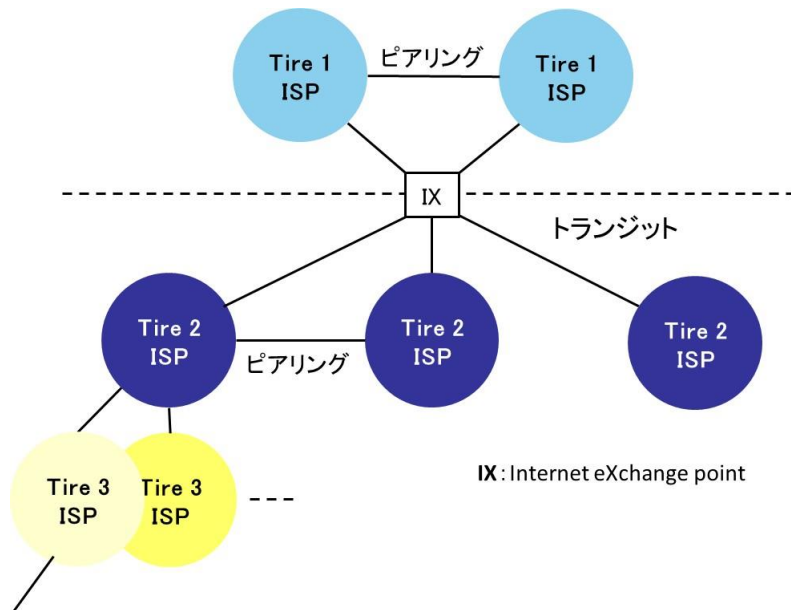 Tire 1
ISP
ピアリング
Tire 1
ISP
IX
トランジット
Tire 2
ISP
ピアリング
Tire 2
ISP
Tire 2
ISP
Tire 3
ISP
Tire 3
ISP
IX : Internet eXchange point